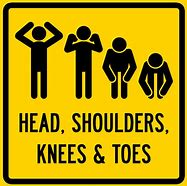 HEAD, SHOULDERS,
KNEES & TOES